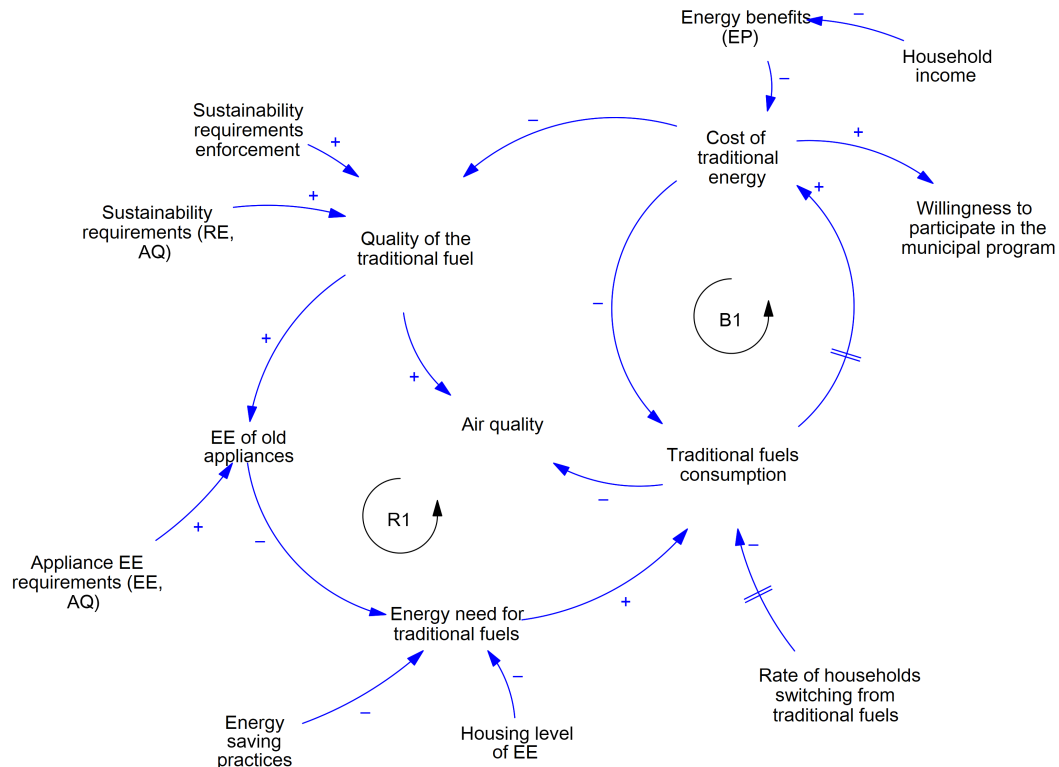 Energy benefits
(EP)
–
Household
income
–
Sustainability
requirements
enforcement
+
–
Cost of
traditional
energy
+
+
Sustainability
requirements (RE,
AQ)
+
Willingness to
participate in the
municipal program
Quality of the
traditional fuel
–
B1
+
+
Air quality
EE of old
appliances
Traditional fuels
consumption
–
R1
+
–
–
Appliance EE
requirements (EE,
AQ)
+
Energy need for
traditional fuels
–
–
Rate of households
switching from
traditional fuels
Energy
saving
practices
Housing level
of EE